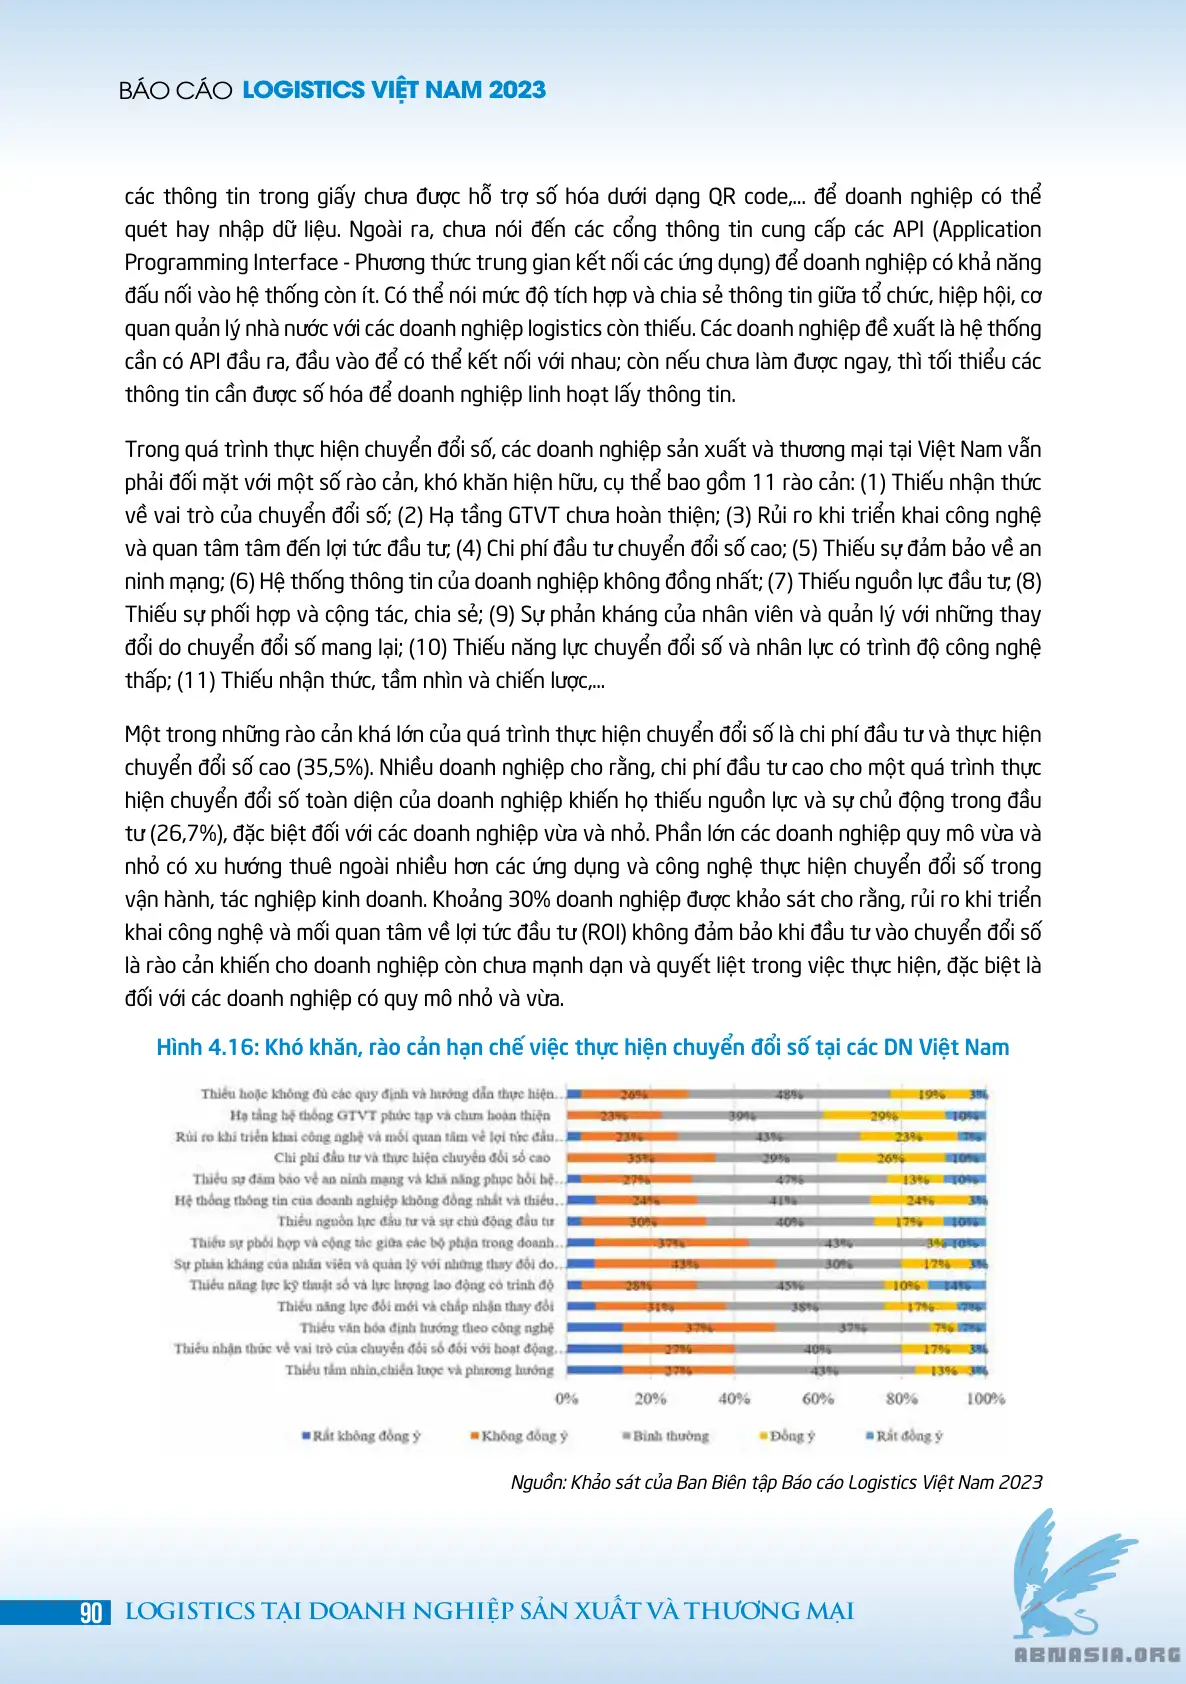 BÁO CÁO LOGISTICS VIỆT NAM 2023
các thông tin trong giấy chưa được hỗ trợ số hóa dưới dạng QR code,... để doanh nghiệp có thể
quét hay nhập dữ liệu. Ngoài ra, chưa nói đến các cổng thông tin cung cấp các API (Application
Programming Interface - Phương thức trung gian kết nối các ứng dụng) để doanh nghiệp có khả năng
đấu nối vào hệ thống còn ít. Có thể nói mức độ tích hợp và chia sẻ thông tin giữa tổ chức, hiệp hội, cơ
quan quản lý nhà nước với các doanh nghiệp logistics còn thiếu. Các doanh nghiệp đề xuất là hệ thống
cần có API đầu ra, đầu vào để có thể kết nối với nhau; còn nếu chưa làm được ngay, thì tối thiểu các
thông tin cần được số hóa để doanh nghiệp linh hoạt lấy thông tin.
Trong quá trình thực hiện chuyển đổi số, các doanh nghiệp sản xuất và thương mại tại Việt Nam vẫn
phải đối mặt với một số rào cản, khó khăn hiện hữu, cụ thể bao gồm 11 rào cản: (1) Thiếu nhận thức
về vai trò của chuyển đổi số; (2) Hạ tầng GTVT chưa hoàn thiện; (3) Rủi ro khi triển khai công nghệ
và quan tâm tâm đến lợi tức đầu tư; (4) Chi phí đầu tư chuyển đổi số cao; (5) Thiếu sự đảm bảo về an
ninh mạng; (6) Hệ thống thông tin của doanh nghiệp không đồng nhất; (7) Thiếu nguồn lực đầu tư; (8)
Thiếu sự phối hợp và cộng tác, chia sẻ; (9) Sự phản kháng của nhân viên và quản lý với những thay
đổi do chuyển đổi số mang lại; (10) Thiếu năng lực chuyển đổi số và nhân lực có trình độ công nghệ
thấp; (11) Thiếu nhận thức, tầm nhìn và chiến lược,...
Một trong những rào cản khá lớn của quá trình thực hiện chuyển đổi số là chi phí đầu tư và thực hiện
chuyển đổi số cao (35,5%). Nhiều doanh nghiệp cho rằng, chi phí đầu tư cao cho một quá trình thực
hiện chuyển đổi số toàn diện của doanh nghiệp khiến họ thiếu nguồn lực và sự chủ động trong đầu
tư (26,7%), đặc biệt đối với các doanh nghiệp vừa và nhỏ. Phần lớn các doanh nghiệp quy mô vừa và
nhỏ có xu hướng thuê ngoài nhiều hơn các ứng dụng và công nghệ thực hiện chuyển đổi số trong
vận hành, tác nghiệp kinh doanh. Khoảng 30% doanh nghiệp được khảo sát cho rằng, rủi ro khi triển
khai công nghệ và mối quan tâm về lợi tức đầu tư (ROI) không đảm bảo khi đầu tư vào chuyển đổi số
là rào cản khiến cho doanh nghiệp còn chưa mạnh dạn và quyết liệt trong việc thực hiện, đặc biệt là
đối với các doanh nghiệp có quy mô nhỏ và vừa.
Hình 4.16: Khó khăn, rào cản hạn chế việc thực hiện chuyển đổi số tại các DN Việt Nam
Thiếu hoặc không đủ các quy định và hướng dẫn thực hiện... 26% 48% 19% 3%
Hạ tầng hệ thống GTVT phức tạp và chưa hoàn thiện 23% 39% 29% 10%
Rủi ro khi triển khai công nghệ và mối quan tâm về lợi tức đầu... 23% 43% 23% 7%
Chi phí đầu tư và thực hiện chuyển đổi số cao 35% 29% 26% 10%
Thiếu sự đảm bảo về an ninh mạng và khả năng phục hồi hệ... 27% 47% 13% 10%
Hệ thống thông tin của doanh nghiệp không đồng nhất và thiếu... 24% 41% 24% 3%
Thiếu nguồn lực đầu tư và sự chủ động đầu tư 30% 40% 17% 10%
Thiếu sự phối hợp và cộng tác giữa các bộ phận trong doanh... 37% 43% 3% 10%
Sự phản kháng của nhân viên và quản lý với những thay đổi do... 43% 30% 17% 3%
Thiếu năng lực kỹ thuật số và lực lượng lao động có trình độ 28% 45% 10% 14%
Thiếu năng lực đổi mới và chấp nhận thay đổi 31% 38% 17% 7%
Thiếu văn hóa định hướng theo công nghệ 37% 37% 7% 7%
Thiếu nhận thức về vai trò của chuyển đổi số đối với hoạt động... 27% 40% 17% 3%
Thiếu tầm nhìn,chiến lược và phương hướng 27% 43% 13% 3%
0% 20% 40% 60% 80% 100%
Rất không đồng ý Không đồng ý Bình thường Đồng ý Rất đồng ý
Nguồn: Khảo sát của Ban Biên tập Báo cáo Logistics Việt Nam 2023
90 LOGISTICS TẠI DOANH NGHIỆP SẢN XUẤT VÀ THƯƠNG MẠI
ABNASIA.ORG